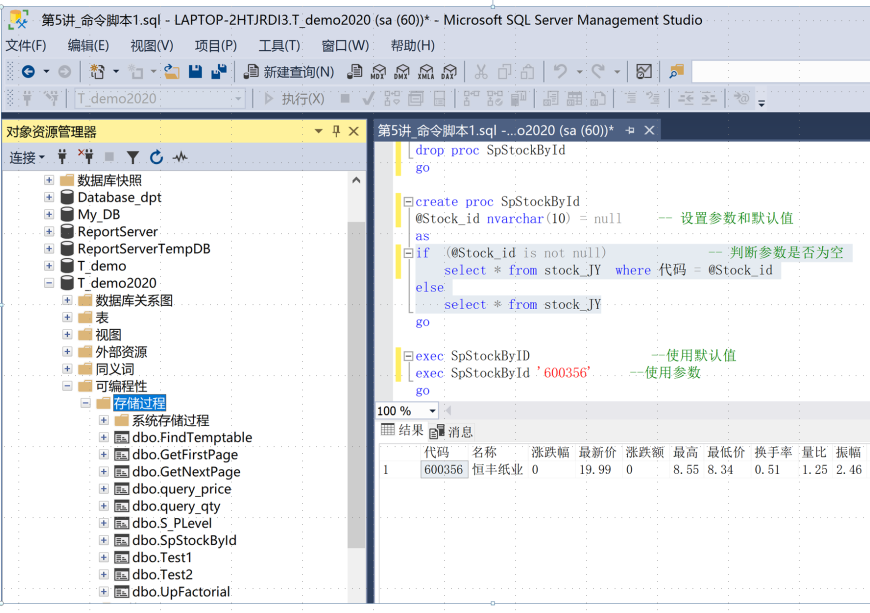 第5讲_命令脚本1.sql - LAPTOP-2HTJRDI3.T_demo2020 (sa (60))* - Microsoft SQL Server Management Studio
文件(F) 编辑(E) 视图(V) 项目(P) 工具(T) 窗口(W) 帮助(H)
新建查询(N) MDX DMX XMLA DAX
T_demo2020 执行(X)
对象资源管理器
连接
数据库快照
Database_dpt
My_DB
ReportServer
ReportServerTempDB
T_demo
T_demo2020
数据库关系图
表
视图
外部资源
同义词
可编程性
存储过程
系统存储过程
dbo.FindTemptable
dbo.GetFirstPage
dbo.GetNextPage
dbo.query_price
dbo.query_qty
dbo.S_PLevel
dbo.SpStockById
dbo.Test1
dbo.Test2
dbo.UpFactorial
第5讲_命令脚本1.sql -...o2020 (sa (60))*
drop proc SpStockById
go
create proc SpStockById
@Stock_id nvarchar(10) = null -- 设置参数和默认值
as
if (@Stock_id is not null) -- 判断参数是否为空
select * from stock_JY where 代码 = @Stock_id
else
select * from stock_JY
go
exec SpStockByID --使用默认值
exec SpStockById '600356' --使用参数
go
100 %
结果 消息
代码 名称 涨跌幅 最新价 涨跌额 最高 最低价 换手率 量比 振幅
1 600356 恒丰纸业 0 19.99 0 8.55 8.34 0.51 1.25 2.46